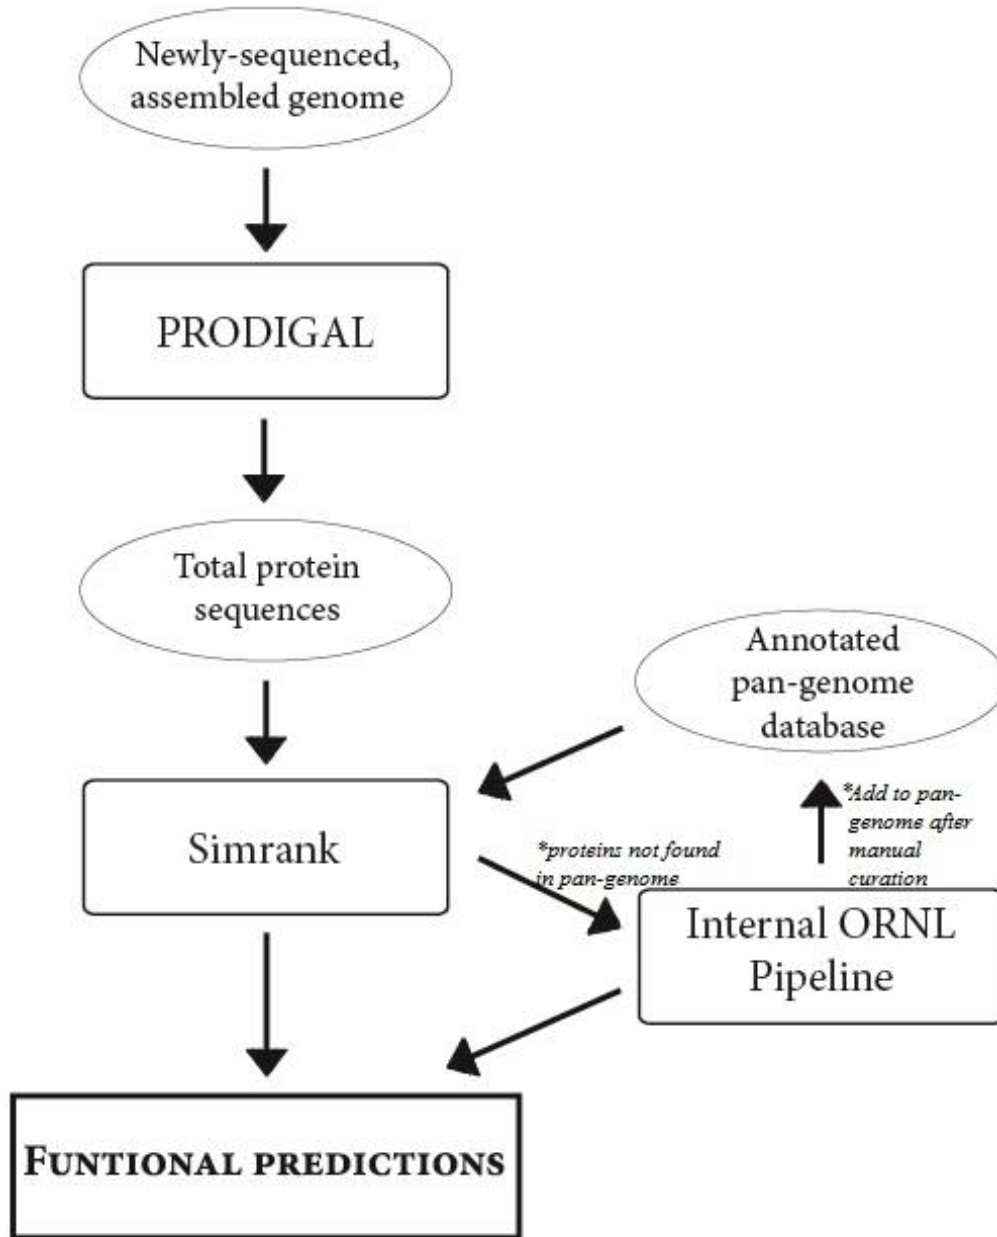 Newly-sequenced,
assembled genome
PRODIGAL
Total protein
sequences
Annotated
pan-genome
database
Simrank
*proteins not found
in pan-genome
*Add to pan-
genome after
manual
curation
Internal ORNL
Pipeline
FUNTIONAL PREDICTIONS